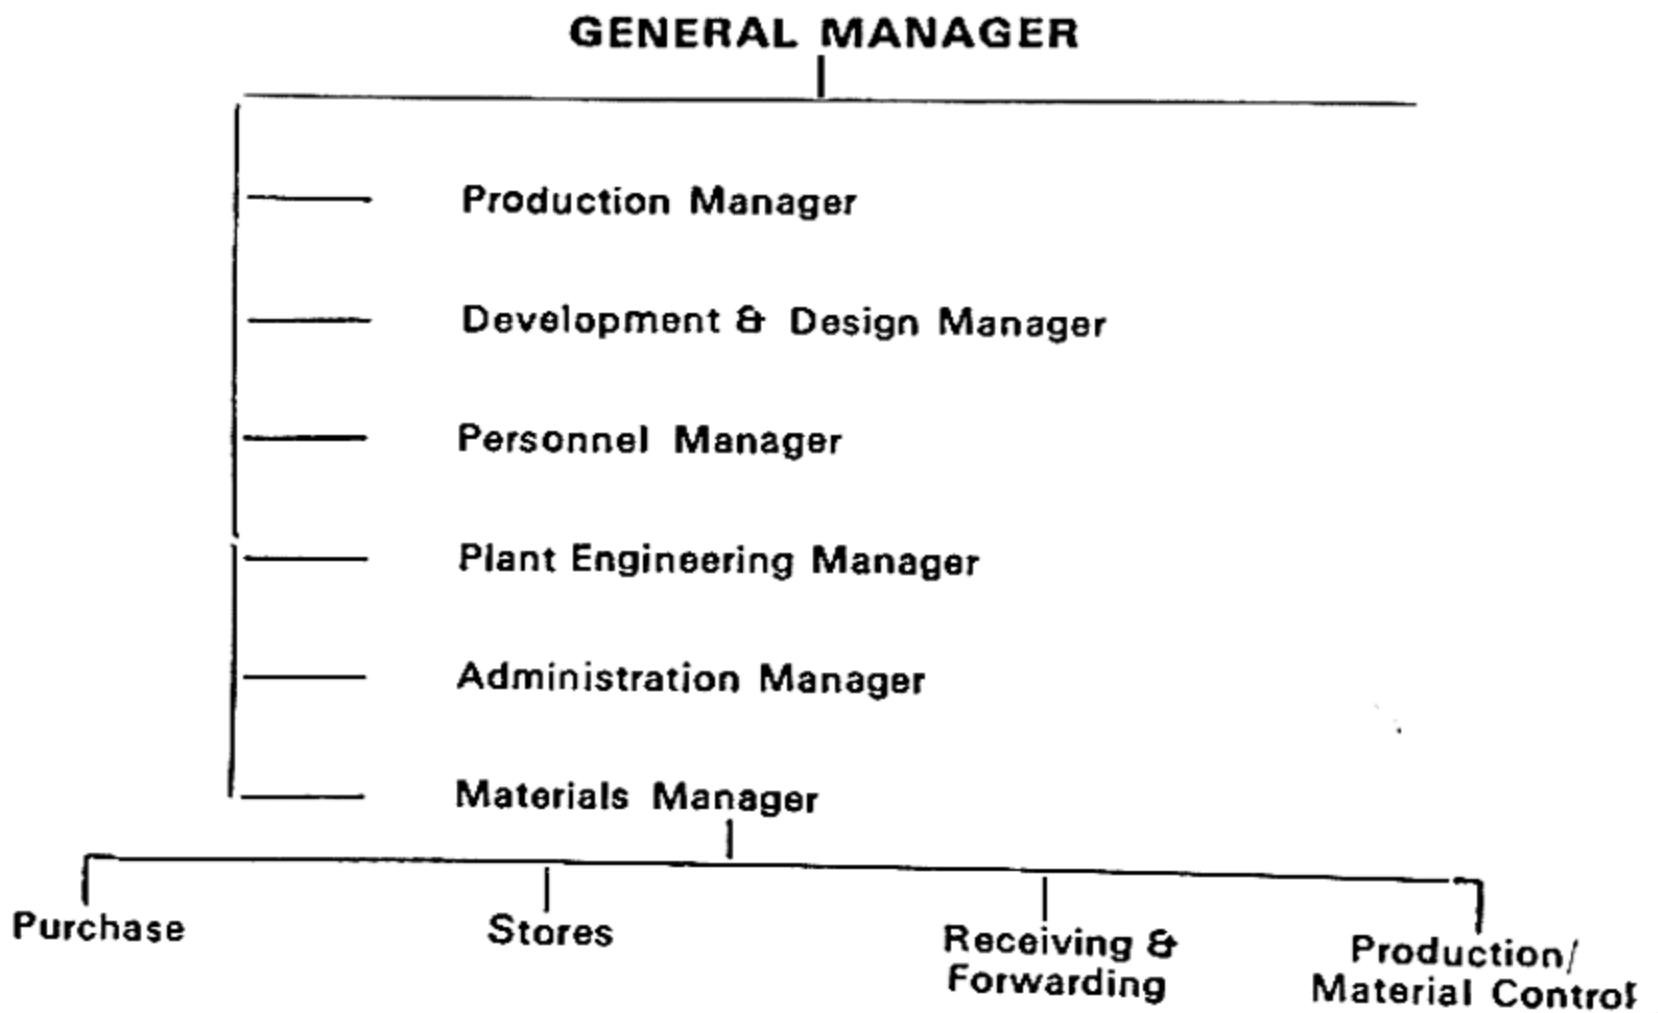 GENERAL MANAGER
Production Manager
Development & Design Manager
Personnel Manager
Plant Engineering Manager
Administration Manager
Materials Manager
Purchase
Stores
Receiving &
Forwarding
Production/
Material Control